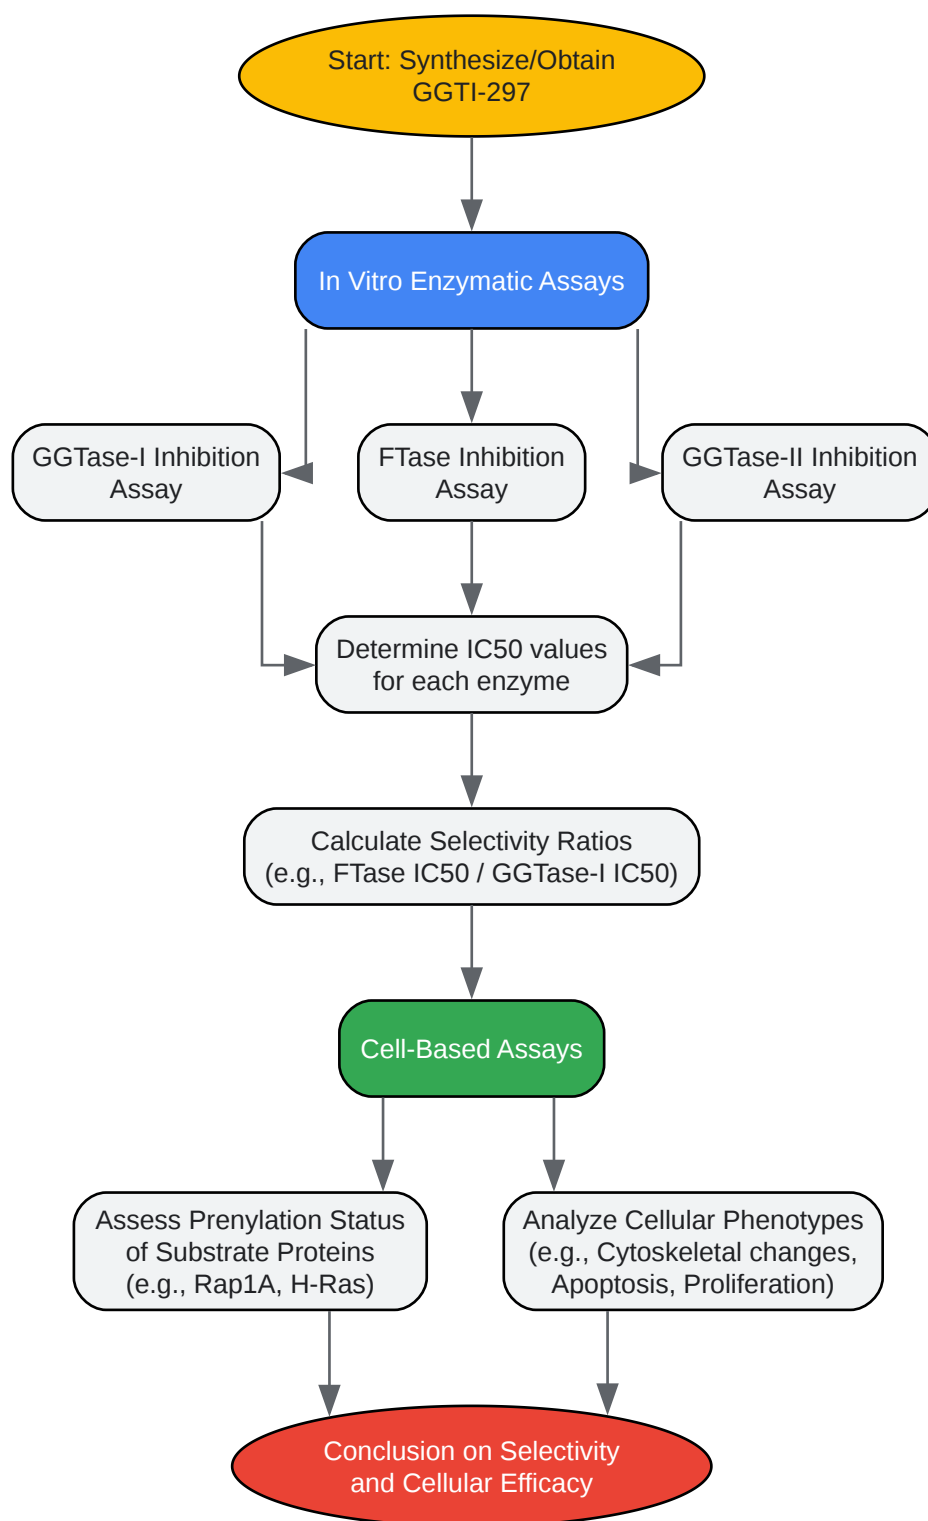 Start: Synthesize/Obtain
GGTI-297
In Vitro Enzymatic Assays
GGTase-I Inhibition
Assay
FTase Inhibition
Assay
GGTase-II Inhibition
Assay
Determine IC50 values
for each enzyme
Calculate Selectivity Ratios
(e.g., FTase IC50 / GGTase-I IC50)
Cell-Based Assays
Assess Prenylation Status
of Substrate Proteins
(e.g., Rap1A, H-Ras)
Analyze Cellular Phenotypes
(e.g., Cytoskeletal changes,
Apoptosis, Proliferation)
Conclusion on Selectivity
and Cellular Efficacy